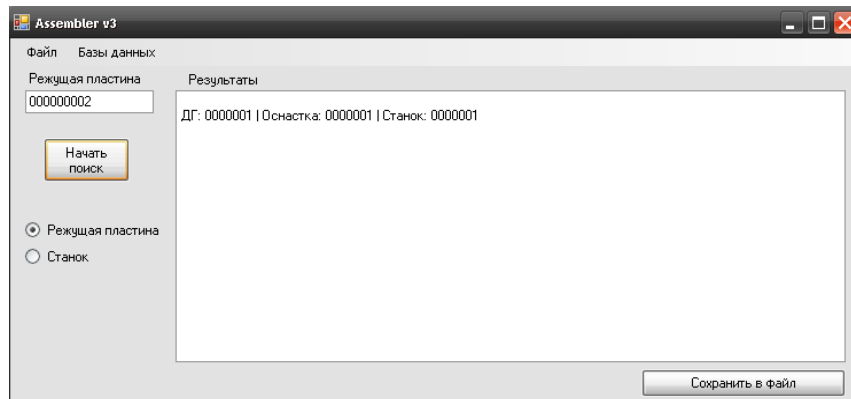 Assembler v3
Файл Базы данных
Режущая пластина
000000002
Начать
поиск
Режущая пластина
Станок
Результаты
ДГ: 0000001 | Оснастка: 0000001 | Станок: 0000001
Сохранить в файл